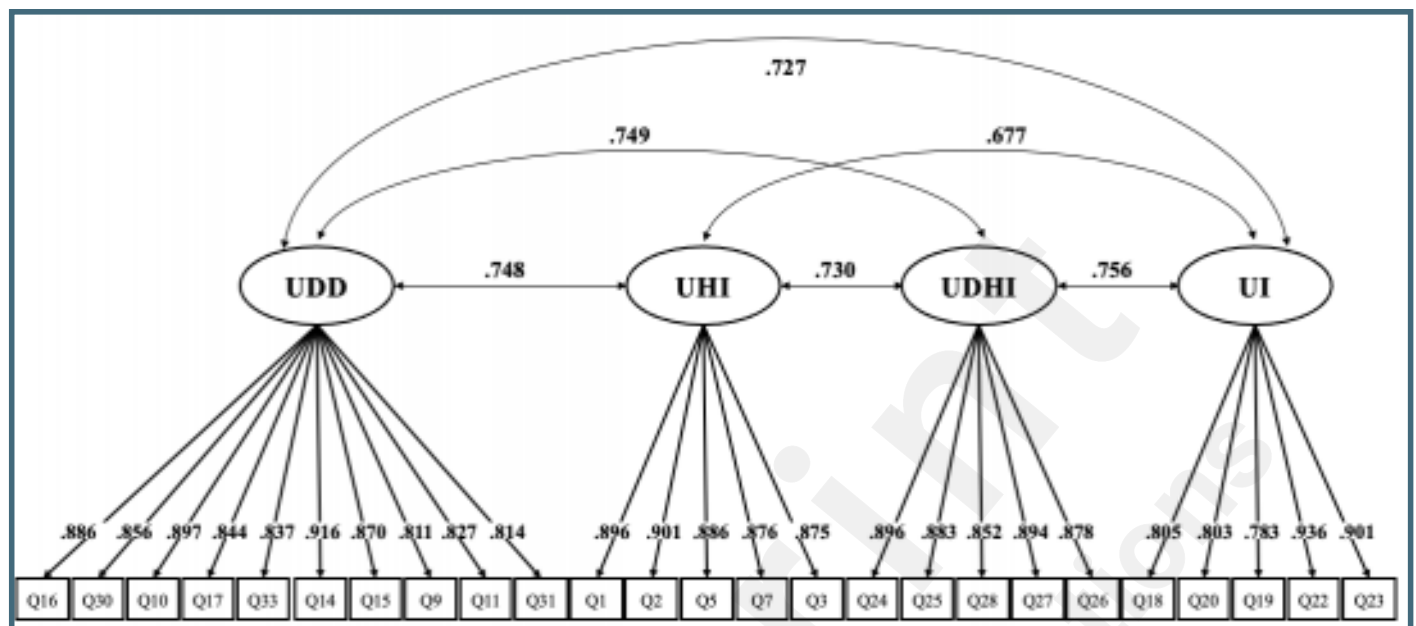 .727
.749 .677
UDD .748 UHI .730 UDHI .756 UI
.886 .856 .897 .844 .837 .916 .870 .811 .827 .814 .896 .901 .886 .876 .875 .896 .883 .852 .894 .878 .805 .803 .783 .936 .901
Q16 Q30 Q10 Q17 Q33 Q14 Q15 Q9 Q11 Q31 Q1 Q2 Q5 Q7 Q3 Q24 Q25 Q28 Q27 Q26 Q18 Q20 Q19 Q22 Q23